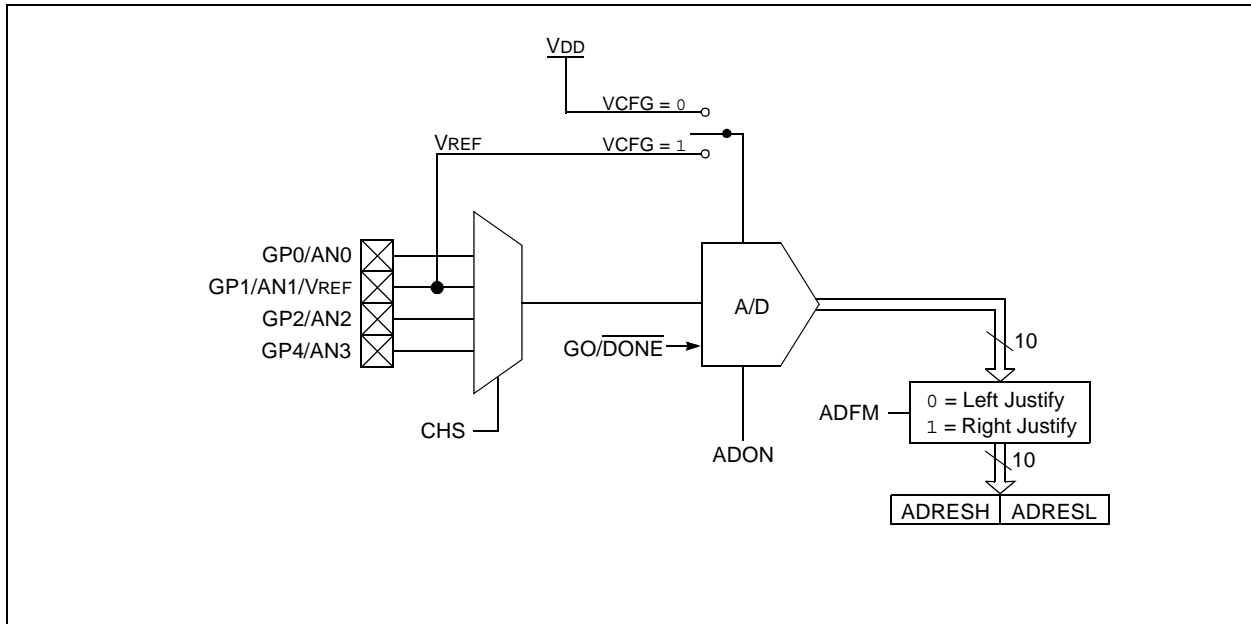 VDD
VCFG = 0
VREF
VCFG = 1
GP0/AN0
GP1/AN1/VREF
GP2/AN2
GP4/AN3
A/D
GO/DONE
10
CHS
ADON
ADFM
0 = Left Justify
1 = Right Justify
10
ADRESH
ADRESL